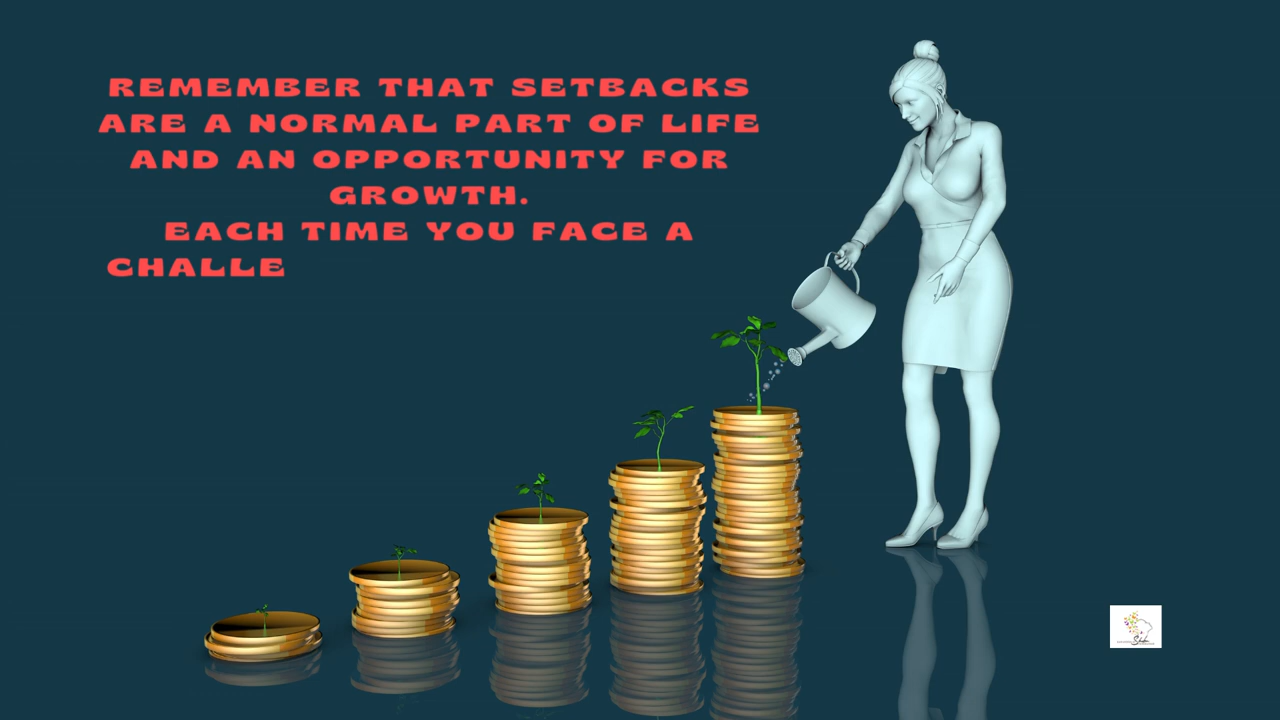 REMEMBER THAT SETBACKS
ARE A NORMAL PART OF LIFE
AND AN OPPORTUNITY FOR
GROWTH.
EACH TIME YOU FACE A
CHALLE